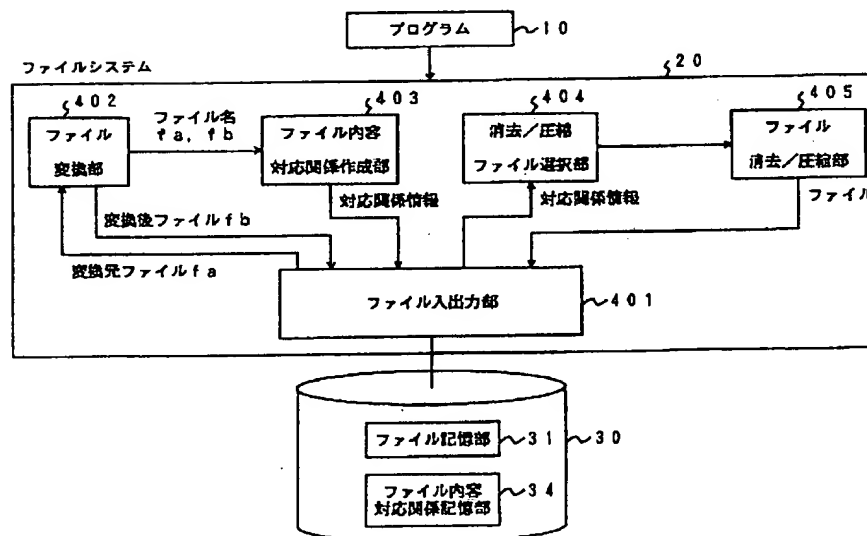 プログラム
10
ファイルシステム
20
402
ファイル
変換部
ファイル名
fa, fb
403
ファイル内容
対応関係作成部
404
消去/圧縮
ファイル選択部
405
ファイル
消去/圧縮部
対応関係情報
対応関係情報
ファイル
変換後ファイルfb
変換元ファイルfa
ファイル入出力部
401
ファイル記憶部
31
30
ファイル内容
対応関係記憶部
34